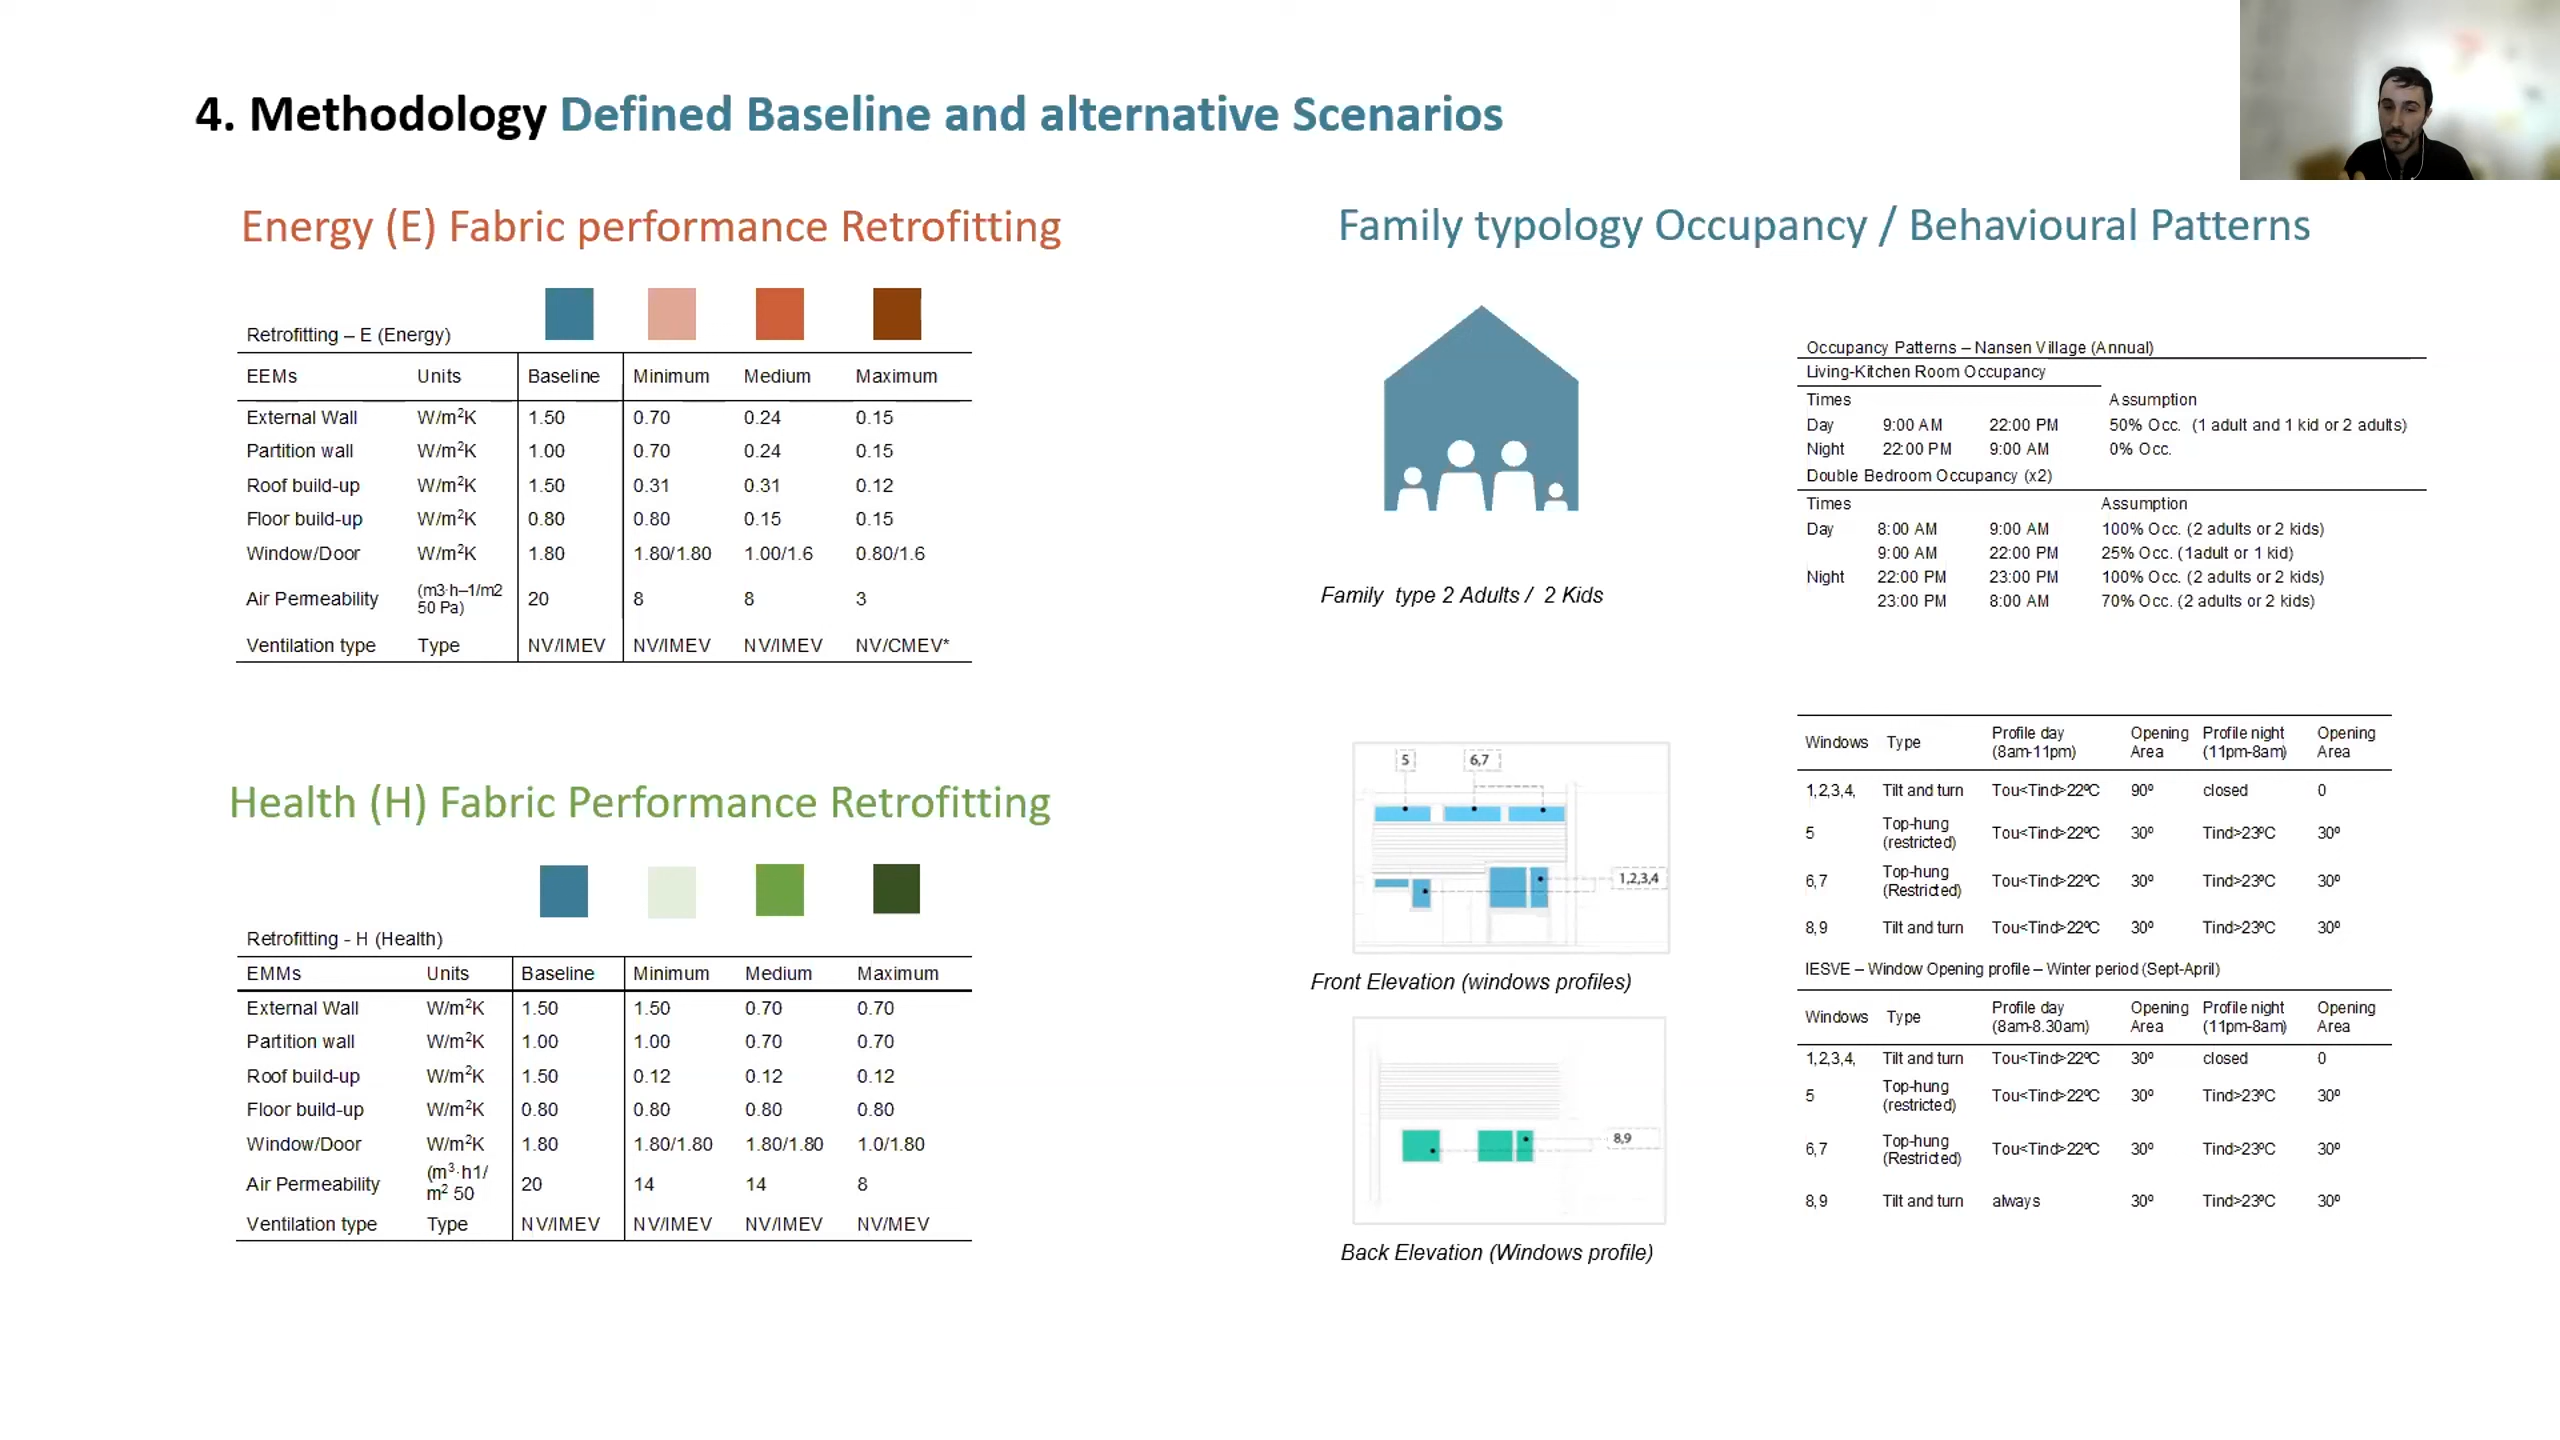 4. Methodology Defined Baseline and alternative Scenarios
Energy (E) Fabric performance Retrofitting
Retrofitting – E (Energy)
EEMs Units Baseline Minimum Medium Maximum
External Wall W/m²K 1.50 0.70 0.24 0.15
Partition wall W/m²K 1.00 0.70 0.24 0.15
Roof build-up W/m²K 1.50 0.31 0.31 0.12
Floor build-up W/m²K 0.80 0.80 0.15 0.15
Window/Door W/m²K 1.80 1.80/1.80 1.00/1.6 0.80/1.6
Air Permeability (m3·h–1/m2 50 Pa) 20 8 8 3
Ventilation type Type NV/IMEV NV/IMEV NV/IMEV NV/CMEV*
Health (H) Fabric Performance Retrofitting
Retrofitting - H (Health)
EMMs Units Baseline Minimum Medium Maximum
External Wall W/m²K 1.50 1.50 0.70 0.70
Partition wall W/m²K 1.00 1.00 0.70 0.70
Roof build-up W/m²K 1.50 0.12 0.12 0.12
Floor build-up W/m²K 0.80 0.80 0.80 0.80
Window/Door W/m²K 1.80 1.80/1.80 1.80/1.80 1.0/1.80
Air Permeability (m³·h1/ m² 50 20 14 14 8
Ventilation type Type NV/IMEV NV/IMEV NV/IMEV NV/MEV
Family typology Occupancy / Behavioural Patterns
Family type 2 Adults / 2 Kids
Occupancy Patterns – Nansen Village (Annual)
Living-Kitchen Room Occupancy
Times Assumption
Day 9:00 AM 22:00 PM 50% Occ. (1 adult and 1 kid or 2 adults)
Night 22:00 PM 9:00 AM 0% Occ.
Double Bedroom Occupancy (x2)
Times Assumption
Day 8:00 AM 9:00 AM 100% Occ. (2 adults or 2 kids)
9:00 AM 22:00 PM 25% Occ. (1adult or 1 kid)
Night 22:00 PM 23:00 PM 100% Occ. (2 adults or 2 kids)
23:00 PM 8:00 AM 70% Occ. (2 adults or 2 kids)
5
6,7
1,2,3,4
Front Elevation (windows profiles)
8,9
Back Elevation (Windows profile)
Windows Type Profile day (8am-11pm) Opening Area Profile night (11pm-8am) Opening Area
1,2,3,4, Tilt and turn Tou<Tind>22ºC 90º closed 0
5 Top-hung (restricted) Tou<Tind>22ºC 30º Tind>23ºC 30º
6,7 Top-hung (Restricted) Tou<Tind>22ºC 30º Tind>23ºC 30º
8,9 Tilt and turn Tou<Tind>22ºC 30º Tind>23ºC 30º
IESVE – Window Opening profile – Winter period (Sept-April)
Windows Type Profile day (8am-8.30am) Opening Area Profile night (11pm-8am) Opening Area
1,2,3,4, Tilt and turn Tou<Tind>22ºC 30º closed 0
5 Top-hung (restricted) Tou<Tind>22ºC 30º Tind>23ºC 30º
6,7 Top-hung (Restricted) Tou<Tind>22ºC 30º Tind>23ºC 30º
8,9 Tilt and turn always 30º Tind>23ºC 30º